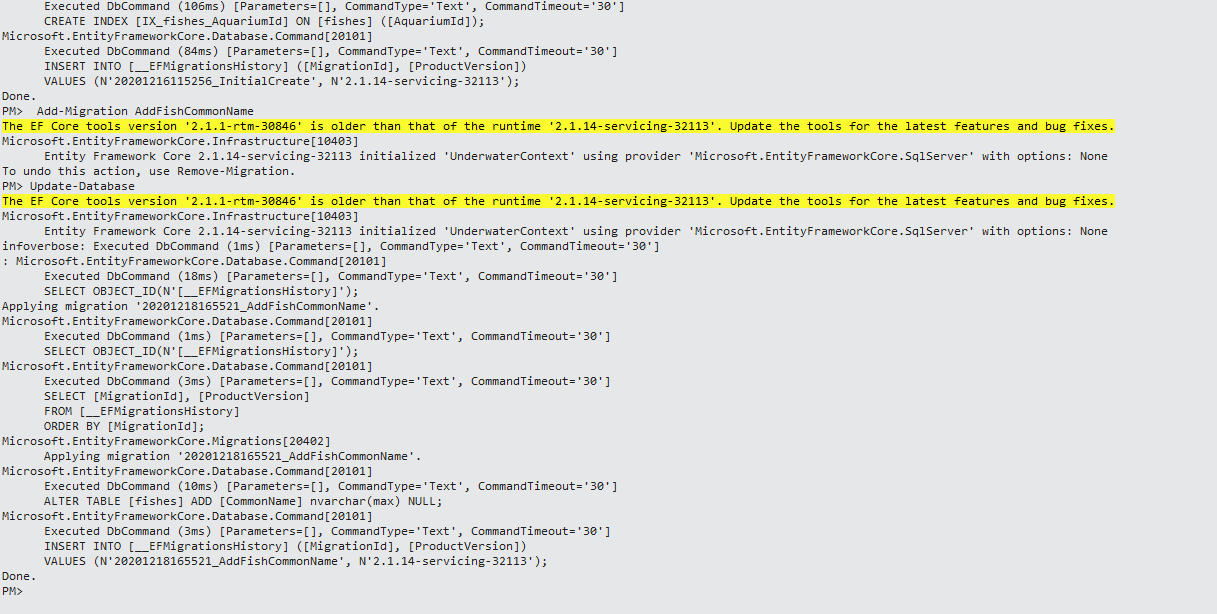 Executed DbCommand (106ms) [Parameters=[], CommandType='Text', CommandTimeout='30']
CREATE INDEX [IX_fishes_AquariumId] ON [fishes] ([AquariumId]);
Microsoft.EntityFrameworkCore.Database.Command[20101]
Executed DbCommand (84ms) [Parameters=[], CommandType='Text', CommandTimeout='30']
INSERT INTO [__EFMigrationsHistory] ([MigrationId], [ProductVersion])
VALUES (N'20201216115256_InitialCreate', N'2.1.14-servicing-32113');
Done.
PM>  Add-Migration AddFishCommonName
The EF Core tools version '2.1.1-rtm-30846' is older than that of the runtime '2.1.14-servicing-32113'. Update the tools for the latest features and bug fixes.
Microsoft.EntityFrameworkCore.Infrastructure[10403]
Entity Framework Core 2.1.14-servicing-32113 initialized 'UnderwaterContext' using provider 'Microsoft.EntityFrameworkCore.SqlServer' with options: None
To undo this action, use Remove-Migration.
PM> Update-Database
The EF Core tools version '2.1.1-rtm-30846' is older than that of the runtime '2.1.14-servicing-32113'. Update the tools for the latest features and bug fixes.
Microsoft.EntityFrameworkCore.Infrastructure[10403]
Entity Framework Core 2.1.14-servicing-32113 initialized 'UnderwaterContext' using provider 'Microsoft.EntityFrameworkCore.SqlServer' with options: None
infoverbose: Executed DbCommand (1ms) [Parameters=[], CommandType='Text', CommandTimeout='30']
: Microsoft.EntityFrameworkCore.Database.Command[20101]
Executed DbCommand (18ms) [Parameters=[], CommandType='Text', CommandTimeout='30']
SELECT OBJECT_ID(N'[__EFMigrationsHistory]');
Applying migration '20201218165521_AddFishCommonName'.
Microsoft.EntityFrameworkCore.Database.Command[20101]
Executed DbCommand (1ms) [Parameters=[], CommandType='Text', CommandTimeout='30']
SELECT OBJECT_ID(N'[__EFMigrationsHistory]');
Microsoft.EntityFrameworkCore.Database.Command[20101]
Executed DbCommand (3ms) [Parameters=[], CommandType='Text', CommandTimeout='30']
SELECT [MigrationId], [ProductVersion]
FROM [__EFMigrationsHistory]
ORDER BY [MigrationId];
Microsoft.EntityFrameworkCore.Migrations[20402]
Applying migration '20201218165521_AddFishCommonName'.
Microsoft.EntityFrameworkCore.Database.Command[20101]
Executed DbCommand (10ms) [Parameters=[], CommandType='Text', CommandTimeout='30']
ALTER TABLE [fishes] ADD [CommonName] nvarchar(max) NULL;
Microsoft.EntityFrameworkCore.Database.Command[20101]
Executed DbCommand (3ms) [Parameters=[], CommandType='Text', CommandTimeout='30']
INSERT INTO [__EFMigrationsHistory] ([MigrationId], [ProductVersion])
VALUES (N'20201218165521_AddFishCommonName', N'2.1.14-servicing-32113');
Done.
PM>